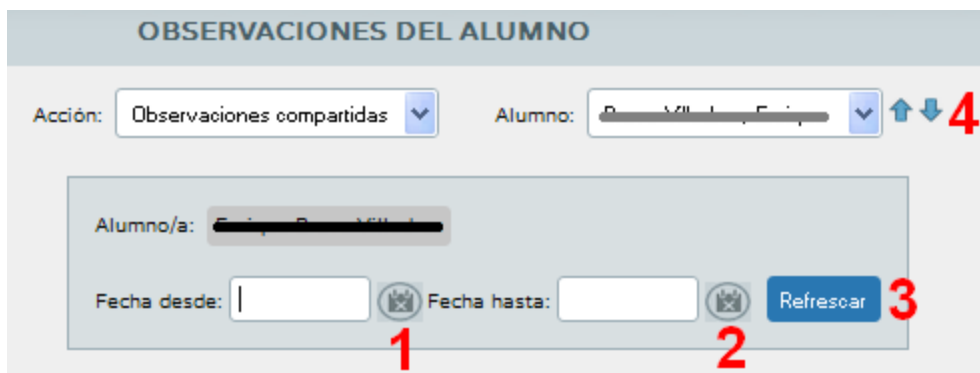 OBSERVACIONES DEL ALUMNO
Acción: Observaciones compartidas Alumno: 4
Alumno/a:
Fecha desde: Fecha hasta: Refrescar 3
1 2